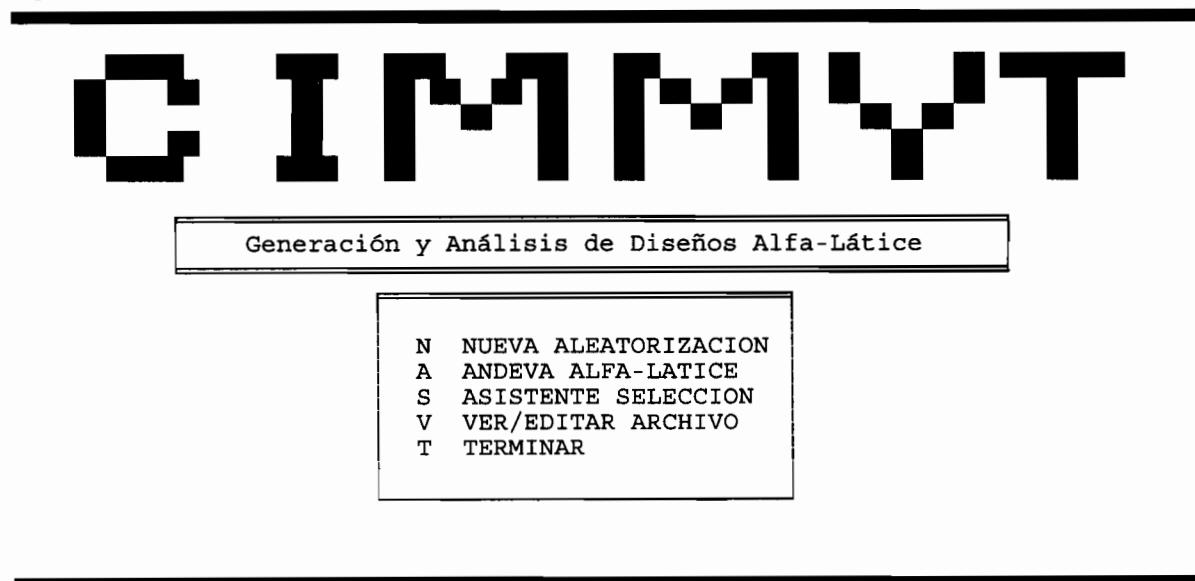 CIMMYT
Generación y Análisis de Diseños Alfa-Látice
N NUEVA ALEATORIZACION
A ANDEVA ALFA-LATICE
S ASISTENTE SELECCION
V VER/EDITAR ARCHIVO
T TERMINAR